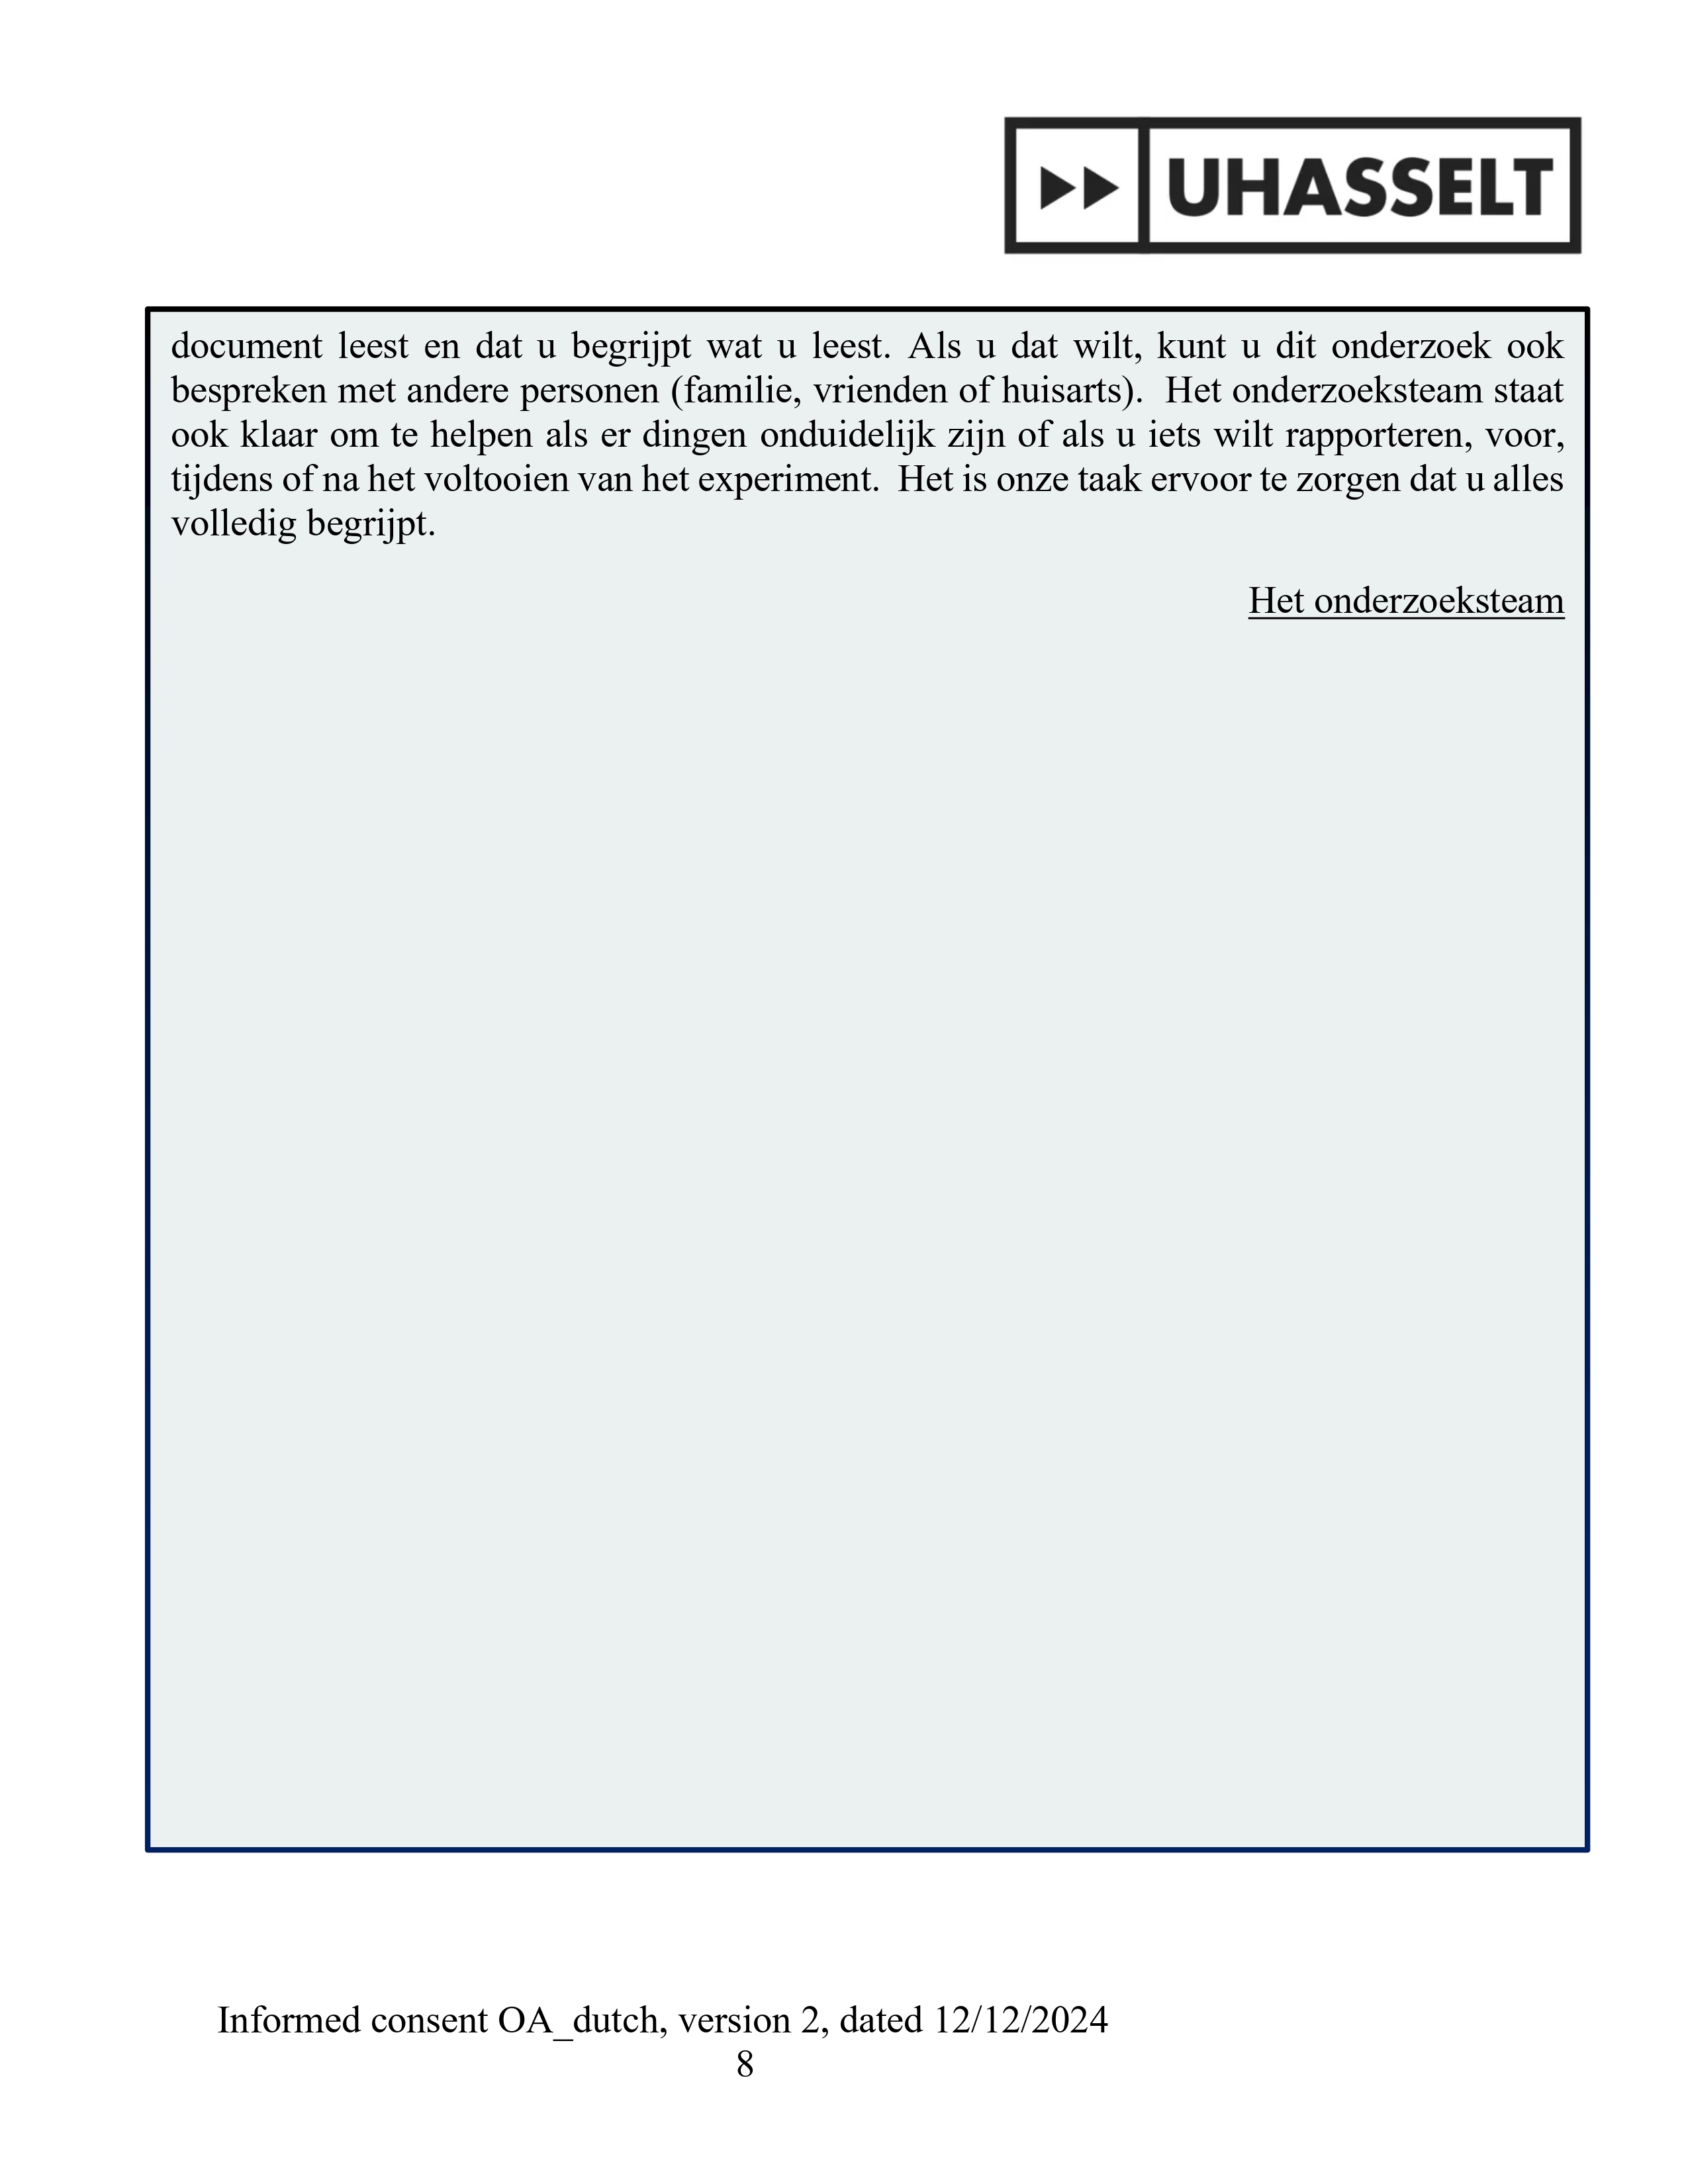 UHASSELT
document leest en dat u begrijpt wat u leest. Als u dat wilt, kunt u dit onderzoek ook
bespreken met andere personen (familie, vrienden of huisarts).  Het onderzoeksteam staat
ook klaar om te helpen als er dingen onduidelijk zijn of als u iets wilt rapporteren, voor,
tijdens of na het voltooien van het experiment.  Het is onze taak ervoor te zorgen dat u alles
volledig begrijpt.
Het onderzoeksteam
Informed consent OA_dutch, version 2, dated 12/12/2024
8